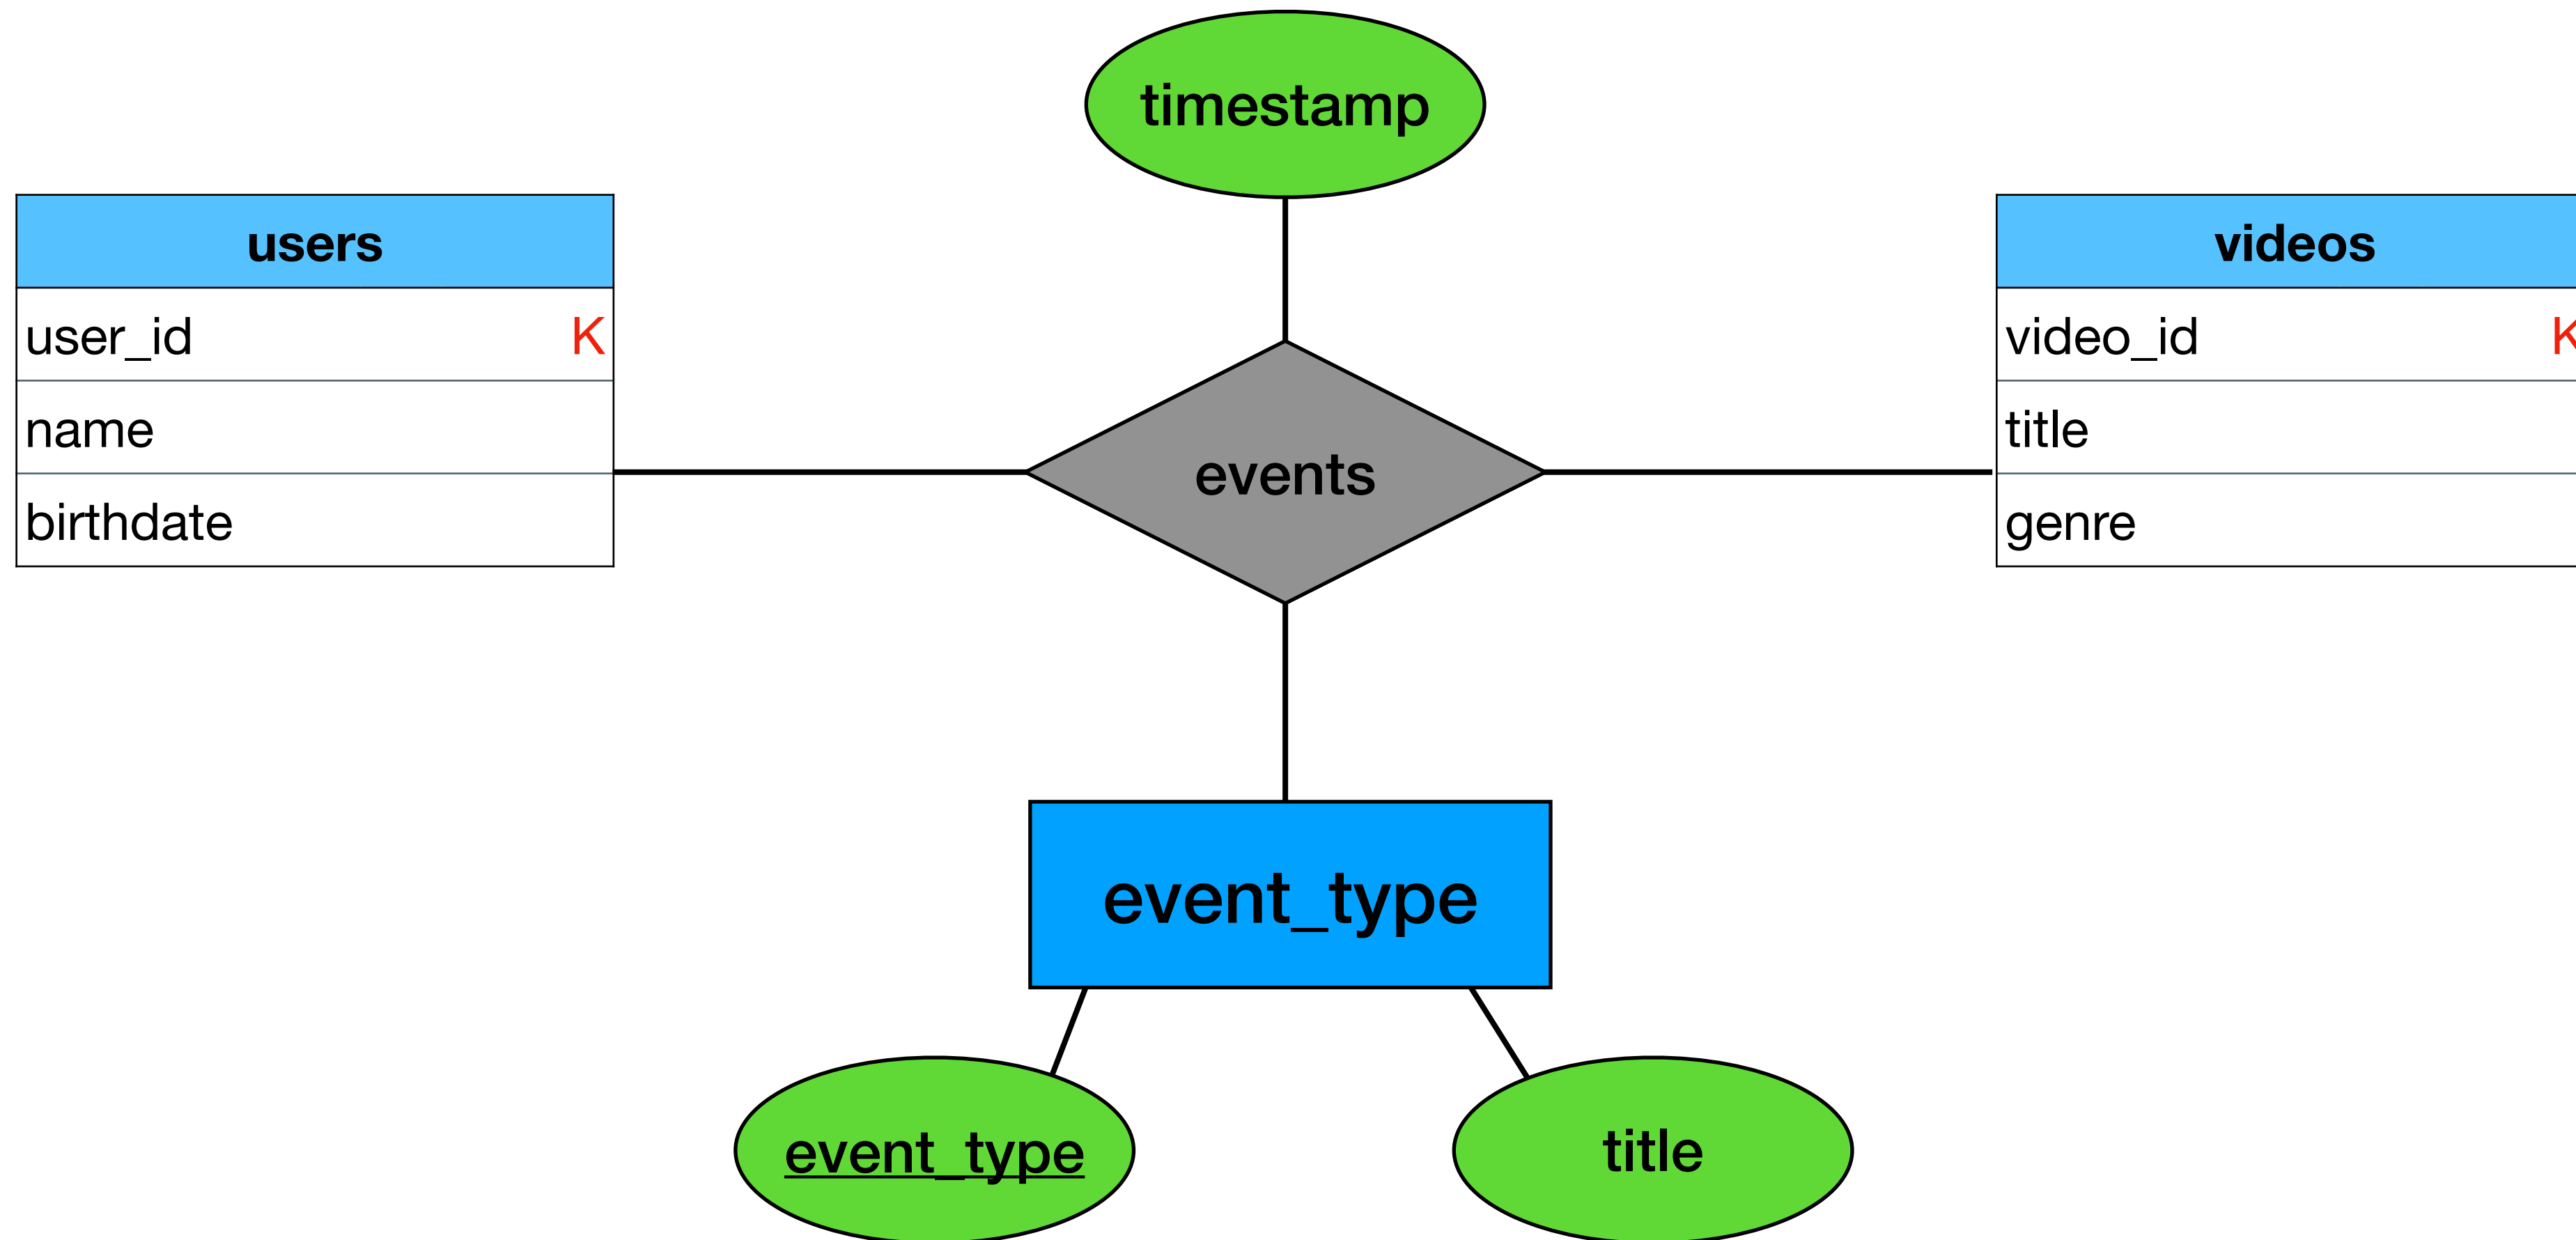 timestamp
users
user_id K
name
birthdate
events
videos
video_id K
title
genre
event_type
event_type
title